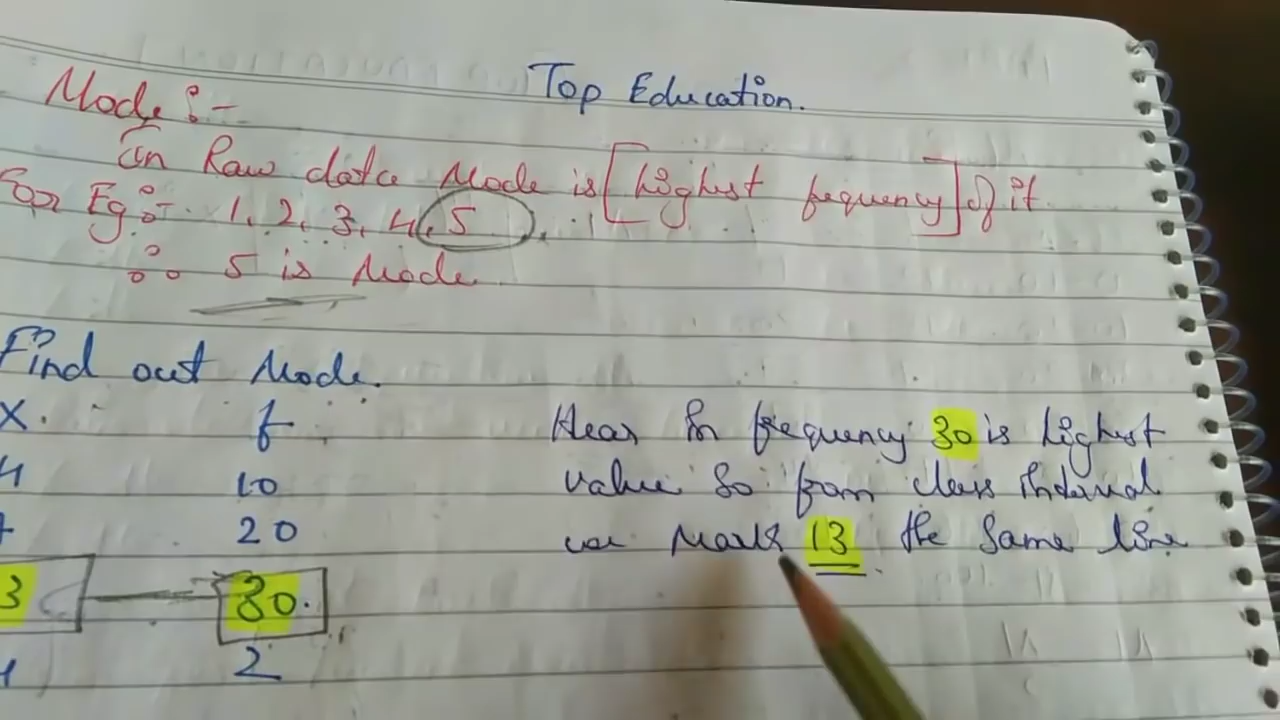 Top Education.
Mode :-
In Raw data Mode is [highest fequency] of it
For Eg :- 1, 2, 3, 4, 5.
∴ 5 is Mode
Find out Mode.
X. f
4 10
20
3 30.
2
Hear in frequency 30 is highest
value So from class interval
we Mark 13 the Same line